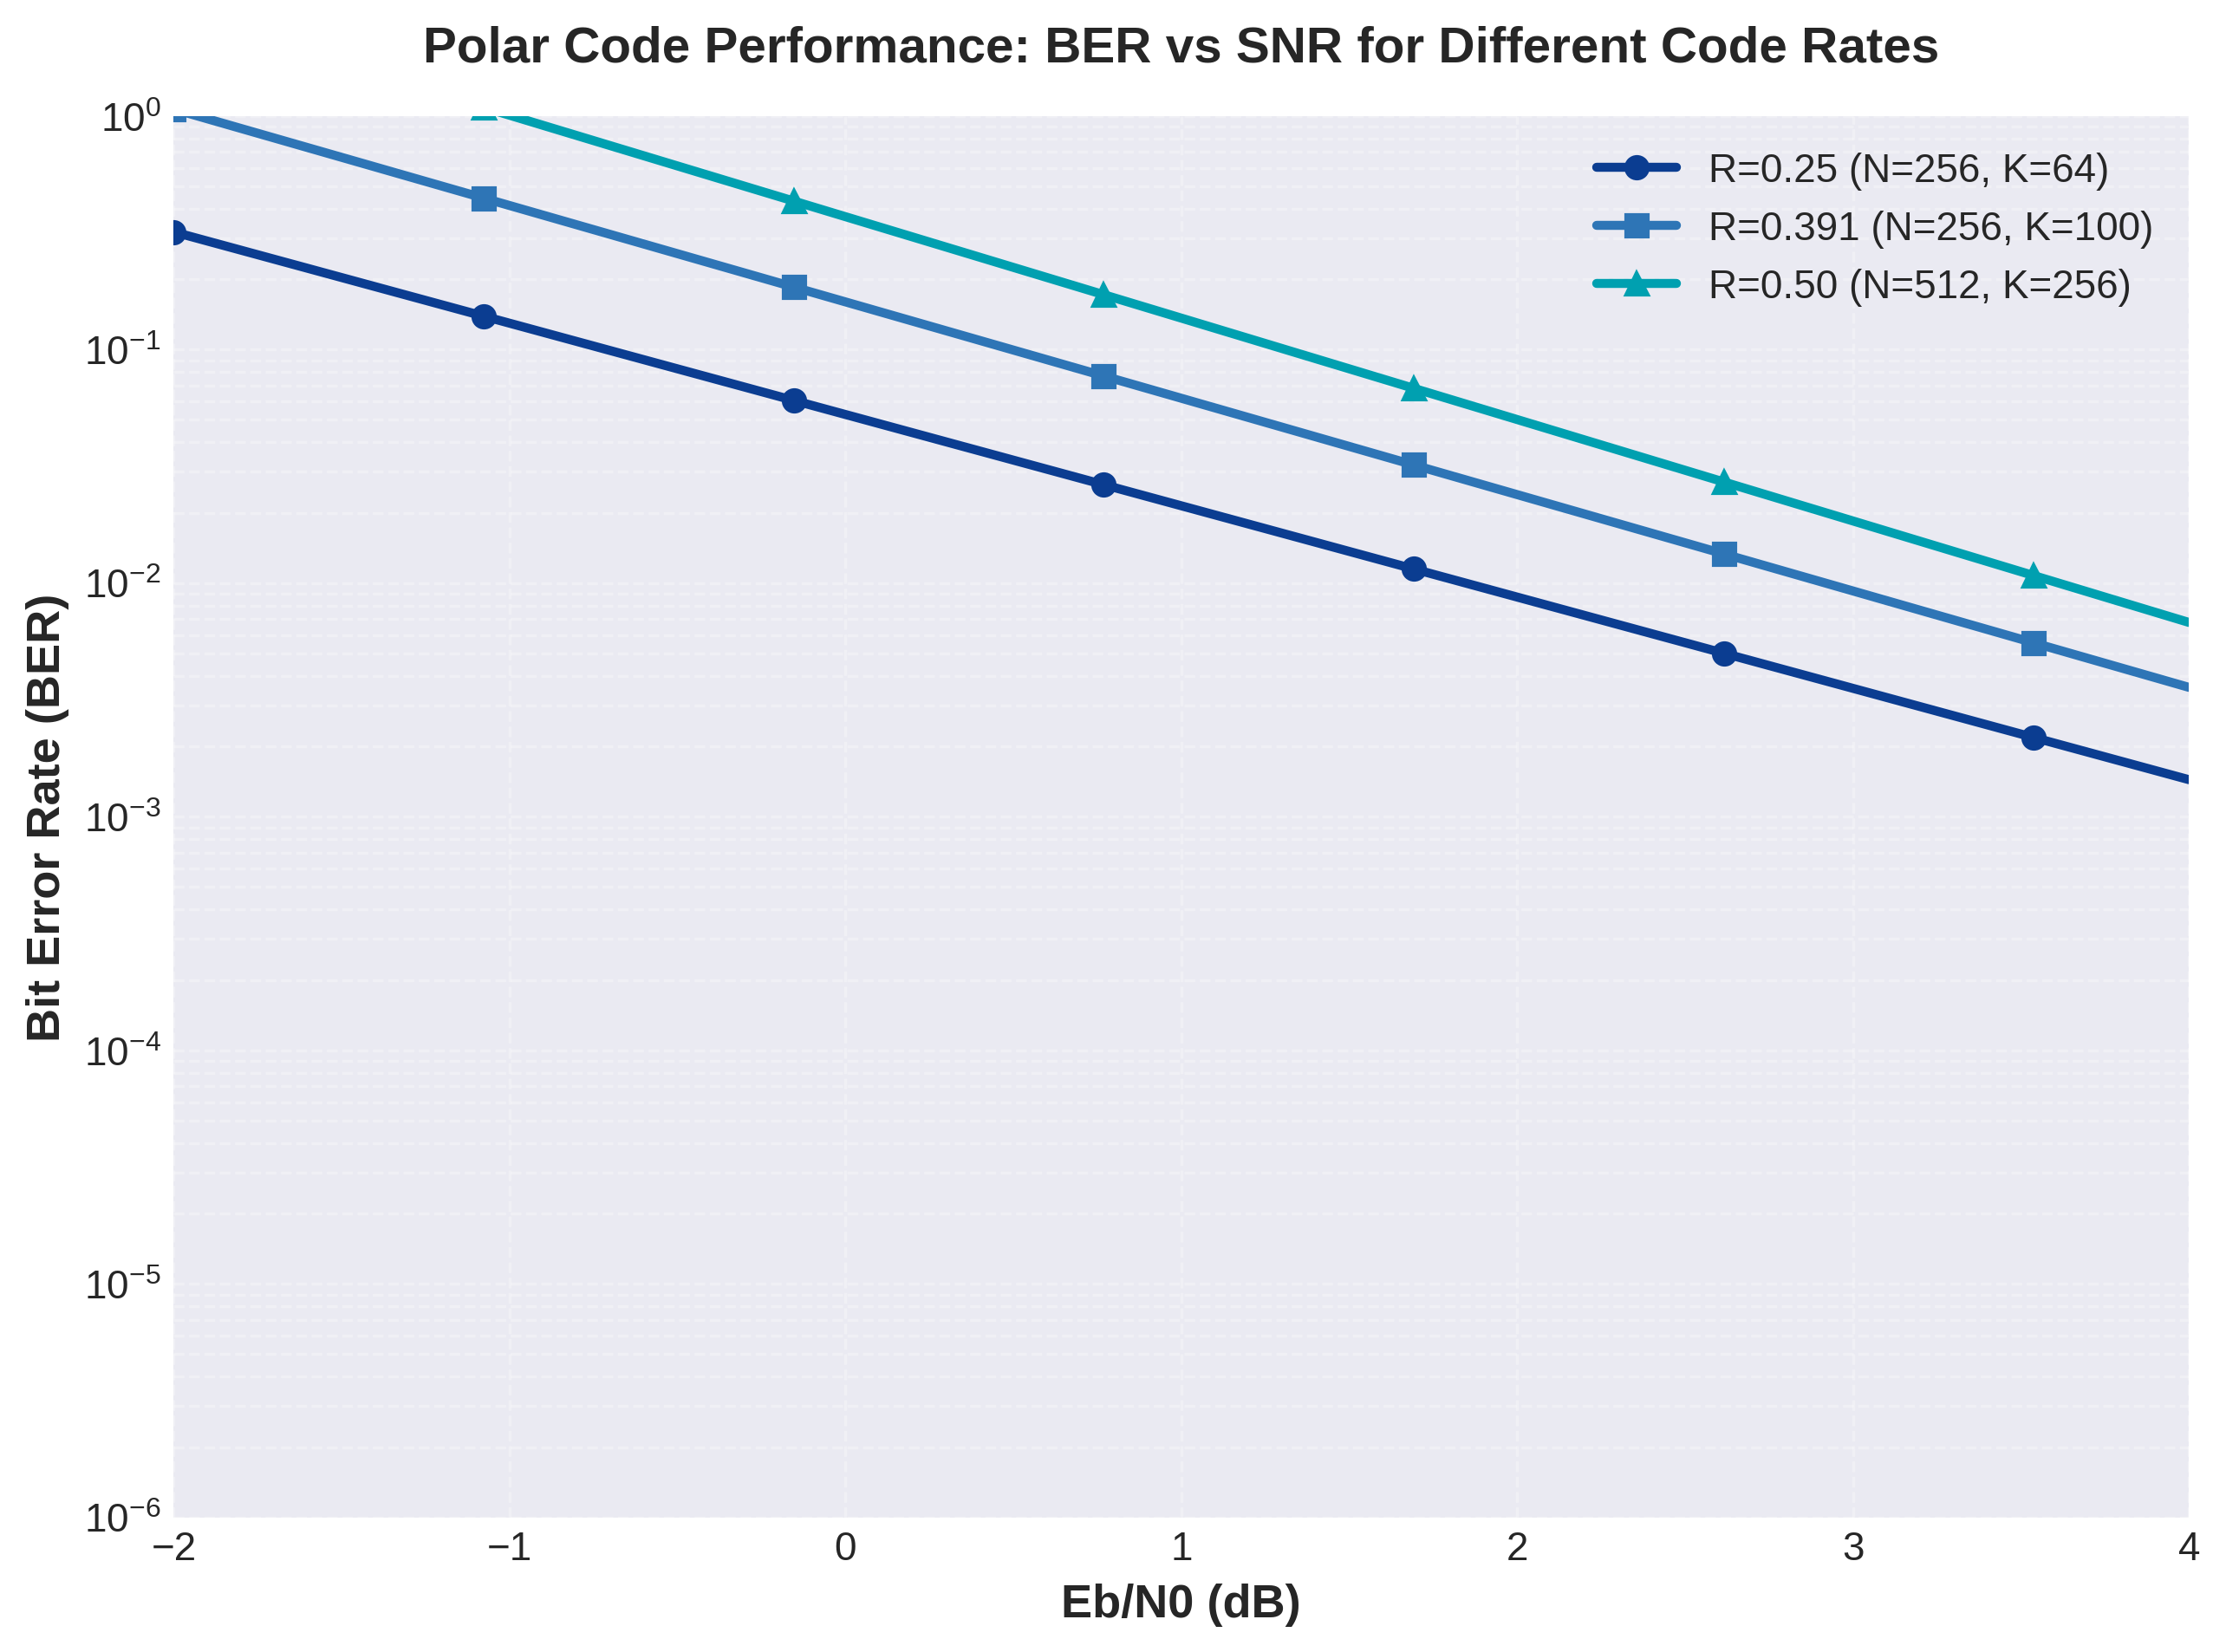 Polar Code Performance: BER vs SNR for Different Code Rates
R=0.25 (N=256, K=64)
R=0.391 (N=256, K=100)
R=0.50 (N=512, K=256)
Bit Error Rate (BER)
10⁰
10⁻¹
10⁻²
10⁻³
10⁻⁴
10⁻⁵
10⁻⁶
−2 −1 0 1 2 3 4
Eb/N0 (dB)